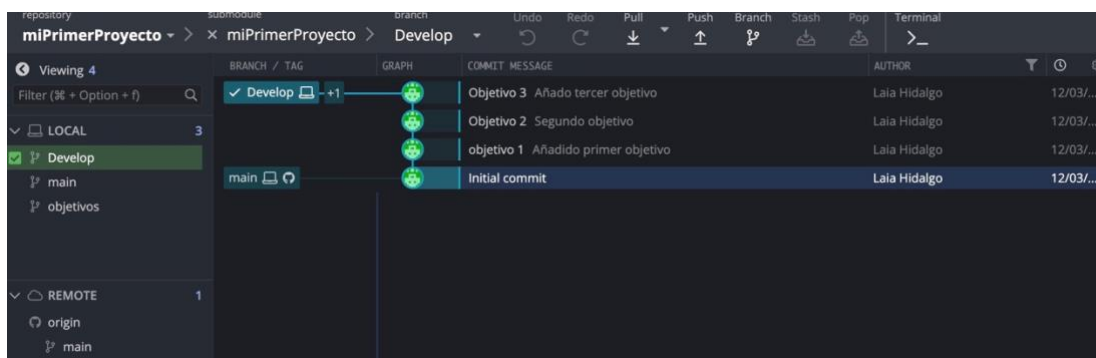 repository submodule branch Undo Redo Pull Push Branch Stash Pop Terminal
miPrimerProyecto > × miPrimerProyecto > Develop
Viewing 4 BRANCH / TAG GRAPH COMMIT MESSAGE AUTHOR
Filter (⌘ + Option + f) ✓ Develop +1 Objetivo 3 Añado tercer objetivo Laia Hidalgo 12/03/...
Objetivo 2 Segundo objetivo Laia Hidalgo 12/03/...
LOCAL 3
objetivo 1 Añadido primer objetivo Laia Hidalgo 12/03/...
Develop
main Initial commit Laia Hidalgo 12/03/...
main
objetivos
REMOTE 1
origin
main